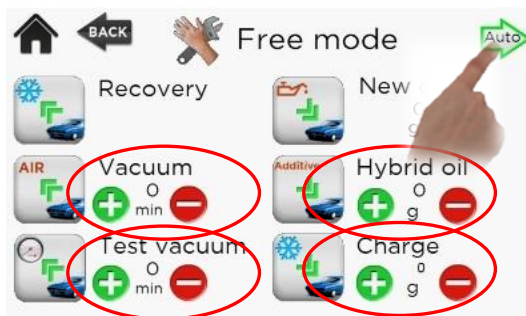 BACK
Free mode
Auto
Recovery
New
g
AIR
Vacuum
0
min
Additive
Hybrid oil
0
g
Test vacuum
0
min
Charge
0
g